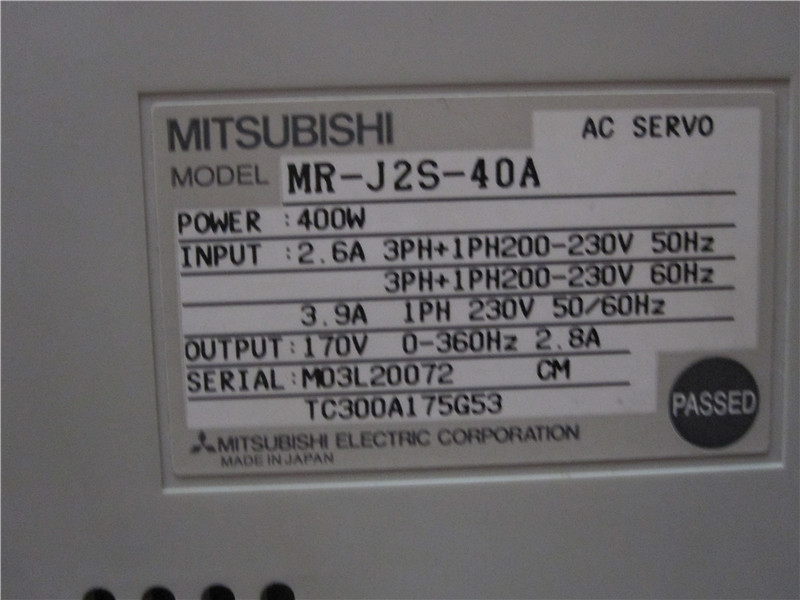 MITSUBISHI
AC SERVO
MODEL MR-J2S-40A
POWER :400W
INPUT :2.6A 3PH+1PH200-230V 50Hz
3PH+1PH200-230V 60Hz
3.9A 1PH 230V 50/60Hz
OUTPUT:170V 0-360Hz 2.8A
SERIAL:M03L20072 CM
TC300A175G53
PASSED
MITSUBISHI ELECTRIC CORPORATION
MADE IN JAPAN